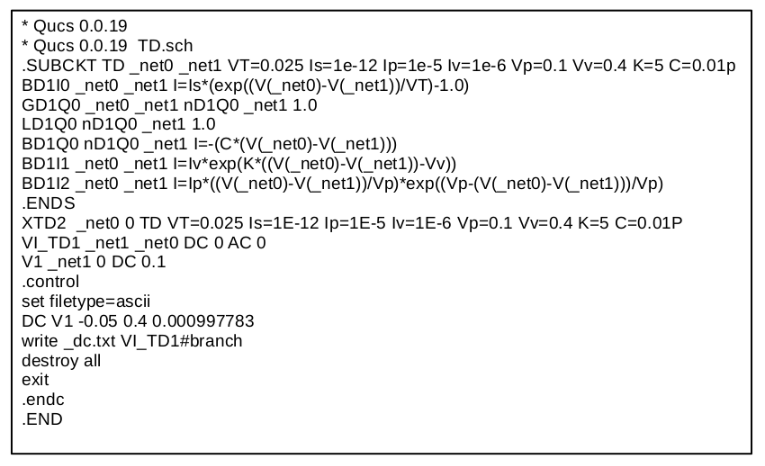 * Qucs 0.0.19
* Qucs 0.0.19  TD.sch
.SUBCKT TD _net0 _net1 VT=0.025 Is=1e-12 Ip=1e-5 Iv=1e-6 Vp=0.1 Vv=0.4 K=5 C=0.01p
BD1I0 _net0 _net1 I=Is*(exp((V(_net0)-V(_net1))/VT)-1.0)
GD1Q0 _net0 _net1 nD1Q0 _net1 1.0
LD1Q0 nD1Q0 _net1 1.0
BD1Q0 nD1Q0 _net1 I=-(C*(V(_net0)-V(_net1)))
BD1I1 _net0 _net1 I=Iv*exp(K*((V(_net0)-V(_net1))-Vv))
BD1I2 _net0 _net1 I=Ip*((V(_net0)-V(_net1))/Vp)*exp((Vp-(V(_net0)-V(_net1)))/Vp)
.ENDS
XTD2  _net0 0 TD VT=0.025 Is=1E-12 Ip=1E-5 Iv=1E-6 Vp=0.1 Vv=0.4 K=5 C=0.01P
VI_TD1 _net1 _net0 DC 0 AC 0
V1 _net1 0 DC 0.1
.control
set filetype=ascii
DC V1 -0.05 0.4 0.000997783
write _dc.txt VI_TD1#branch
destroy all
exit
.endc
.END